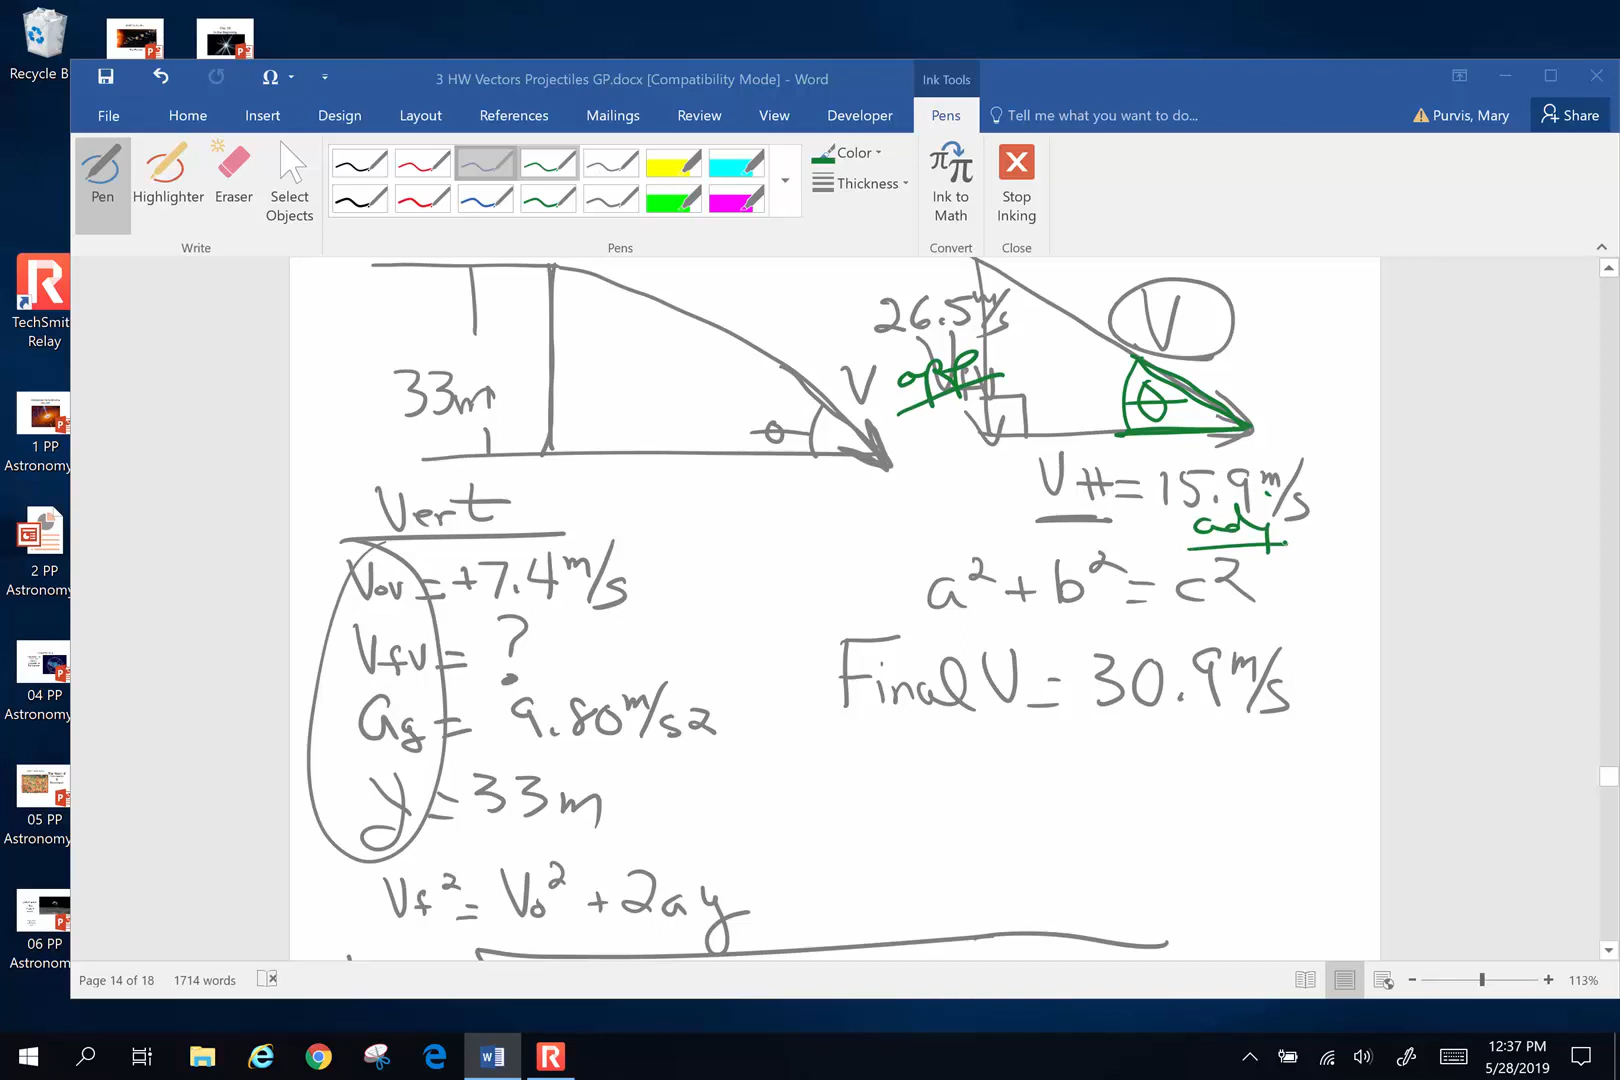 Recycle B
3 HW Vectors Projectiles GP.docx [Compatibility Mode] - Word
Ink Tools
File
Home
Insert
Design
Layout
References
Mailings
Review
View
Developer
Pens
Tell me what you want to do...
Purvis, Mary
Share
Pen
Highlighter
Eraser
Select
Objects
Write
Pens
Color
Thickness
Ink to
Math
Convert
Stop
Inking
Close
TechSmit
Relay
1 PP
Astronomy
2 PP
Astronomy
04 PP
Astronomy
05 PP
Astronomy
06 PP
Astronom
33m
V
θ
26.5 m/s
opp
V
θ
VH = 15.9 m/s
adj
Vert
Vov = +7.4 m/s
Vfv = ?
ag = 9.80 m/s2
y = 33m
Vf² = Vo² + 2ay
a² + b² = c²
Final V = 30.9 m/s
Page 14 of 18
1714 words
113%
12:37 PM
5/28/2019